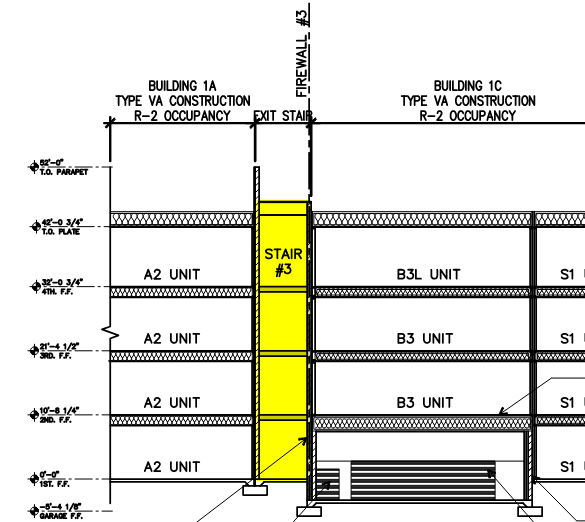 FIREWALL #3
BUILDING 1A
TYPE VA CONSTRUCTION
R-2 OCCUPANCY
EXIT STAIR
BUILDING 1C
TYPE VA CONSTRUCTION
R-2 OCCUPANCY
52'-0"
T.O. PARAPET
42'-0 3/4"
T.O. PLATE
STAIR
#3
A2 UNIT
B3L UNIT
S1
32'-0 3/4"
4TH. F.F.
A2 UNIT
B3 UNIT
S1
21'-4 1/2"
3RD. F.F.
A2 UNIT
B3 UNIT
S1
10'-8 1/4"
2ND. F.F.
A2 UNIT
S1
0'-0"
1ST. F.F.
-5'-4 1/8"
GARAGE F.F.